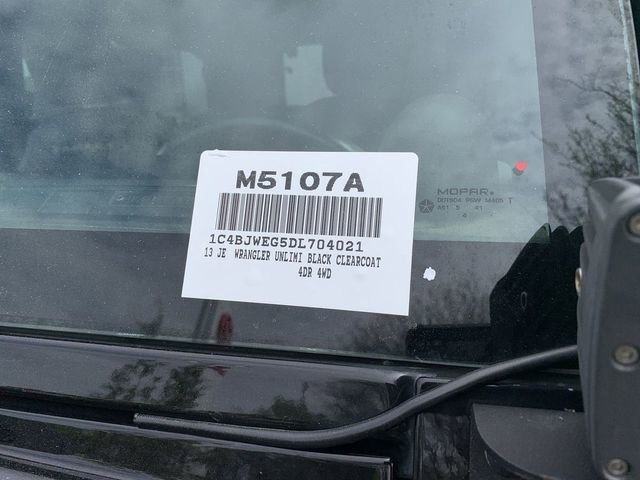 M5107A
1C4BJWEG5DL704021
13 JE WRANGLER UNLIMI BLACK CLEARCOAT
4DR 4WD
MOPAR